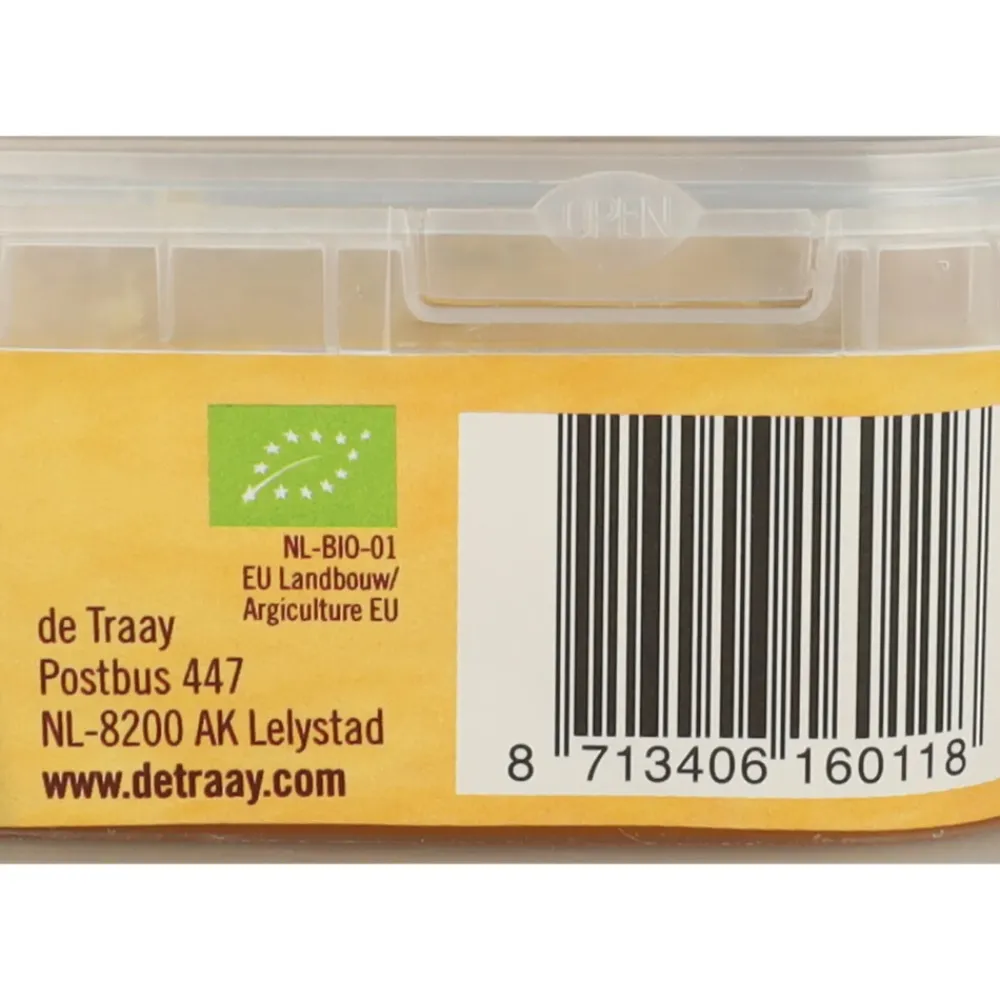 OPEN
NL-BIO-01
EU Landbouw/
Argiculture EU
de Traay
Postbus 447
NL-8200 AK Lelystad
www.detraay.com
8 713406 160118